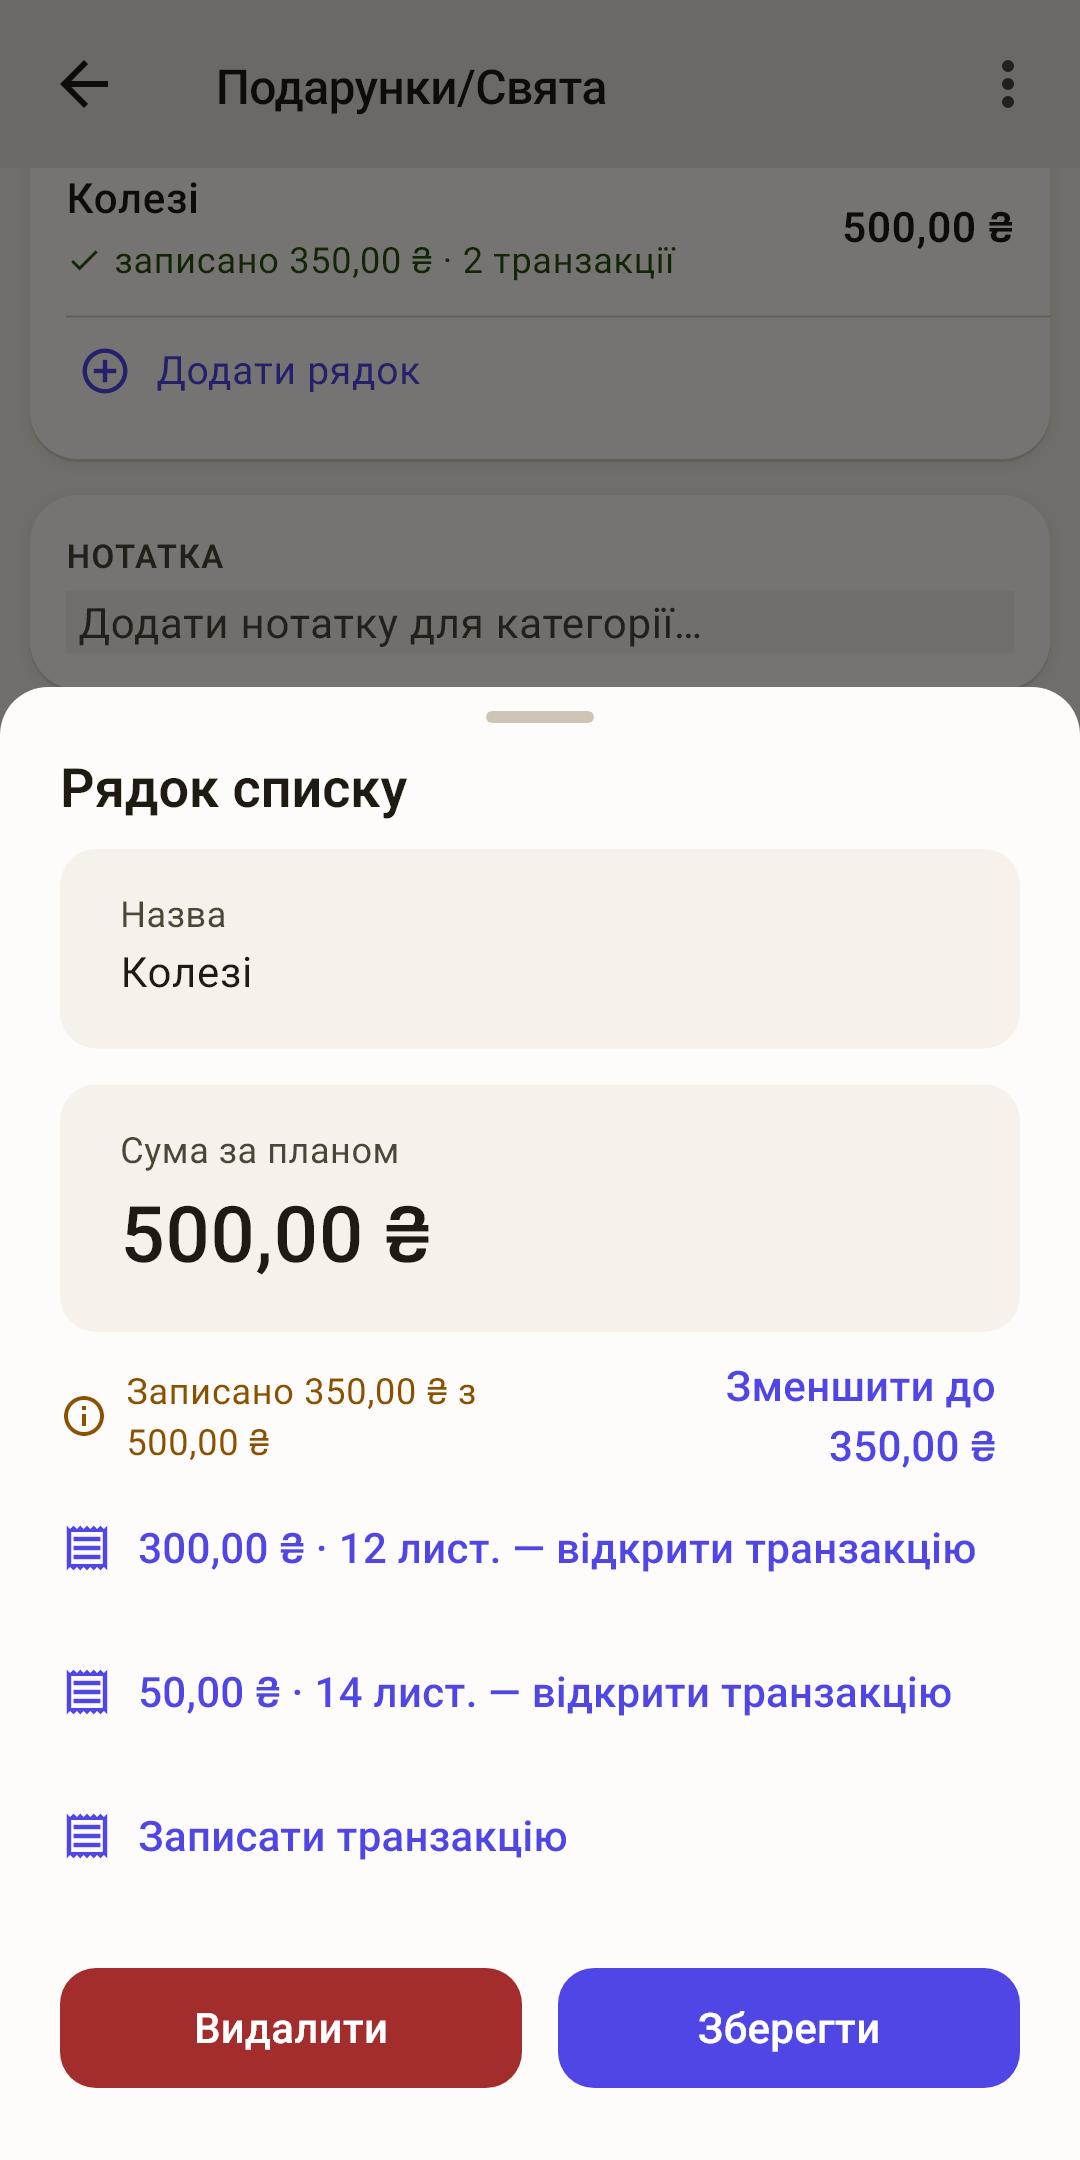 Подарунки/Свята
Колезі
500,00 ₴
записано 350,00 ₴ · 2 транзакції
Додати рядок
НОТАТКА
Додати нотатку для категорії…
Рядок списку
Назва
Колезі
Сума за планом
500,00 ₴
Записано 350,00 ₴ з
500,00 ₴
Зменшити до
350,00 ₴
300,00 ₴ · 12 лист. — відкрити транзакцію
50,00 ₴ · 14 лист. — відкрити транзакцію
Записати транзакцію
Видалити
Зберегти